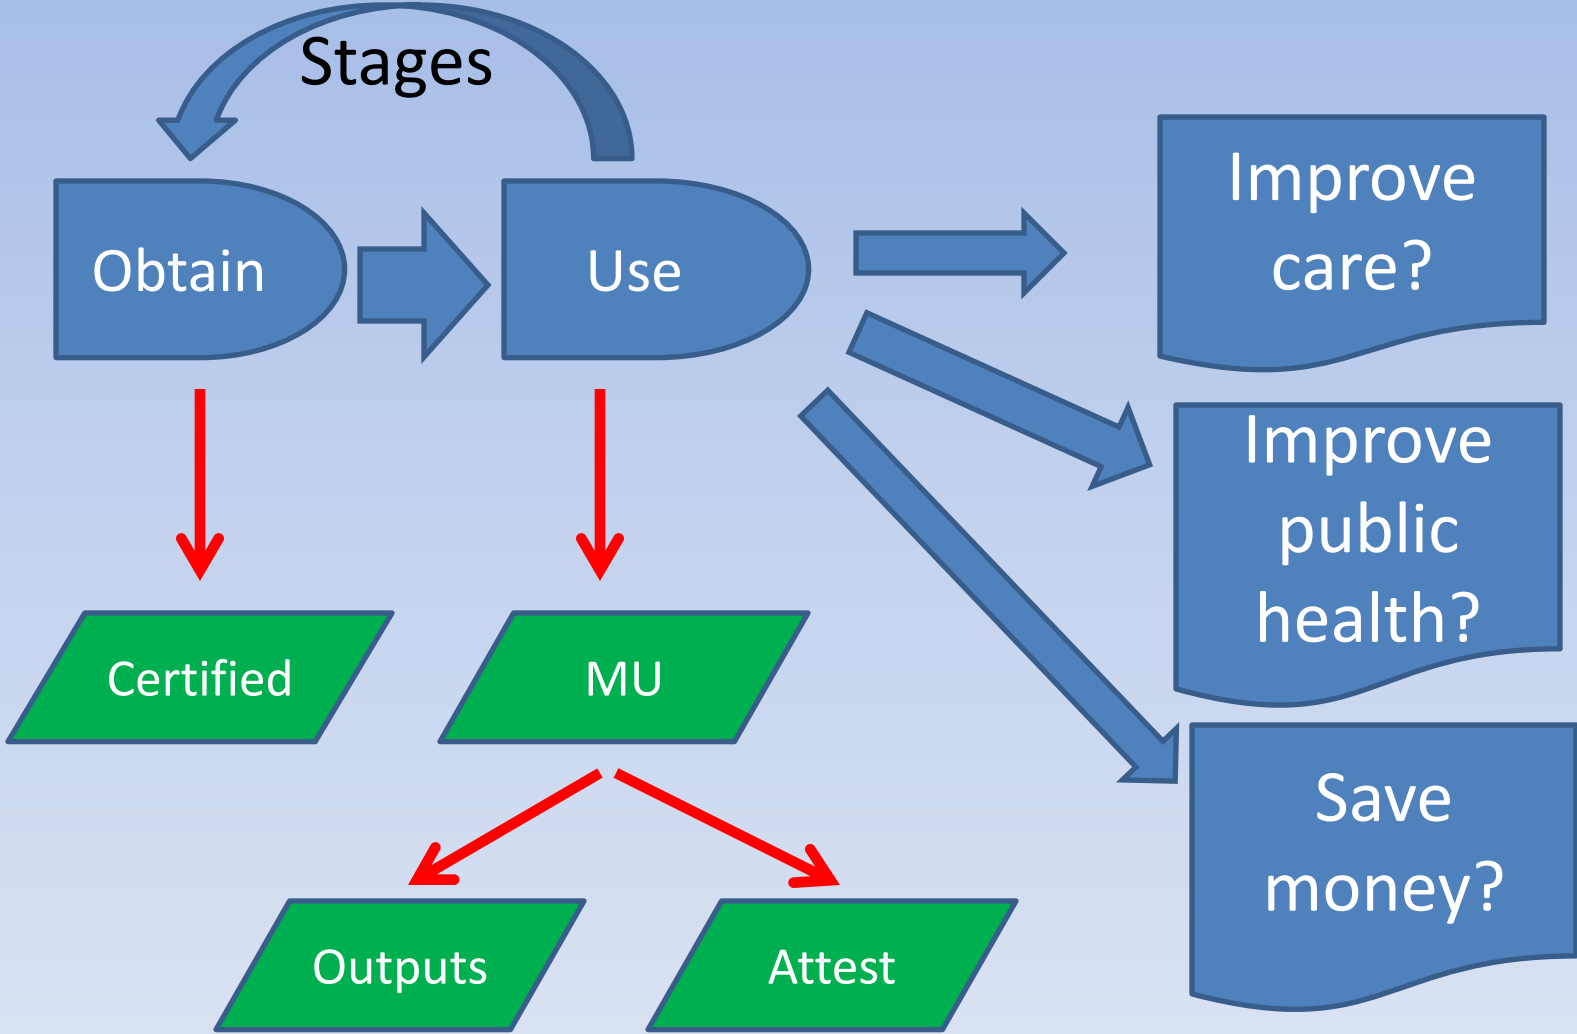 Stages
Obtain
Use
Improve
care?
Improve
public
health?
Certified
MU
Save
money?
Outputs
Attest